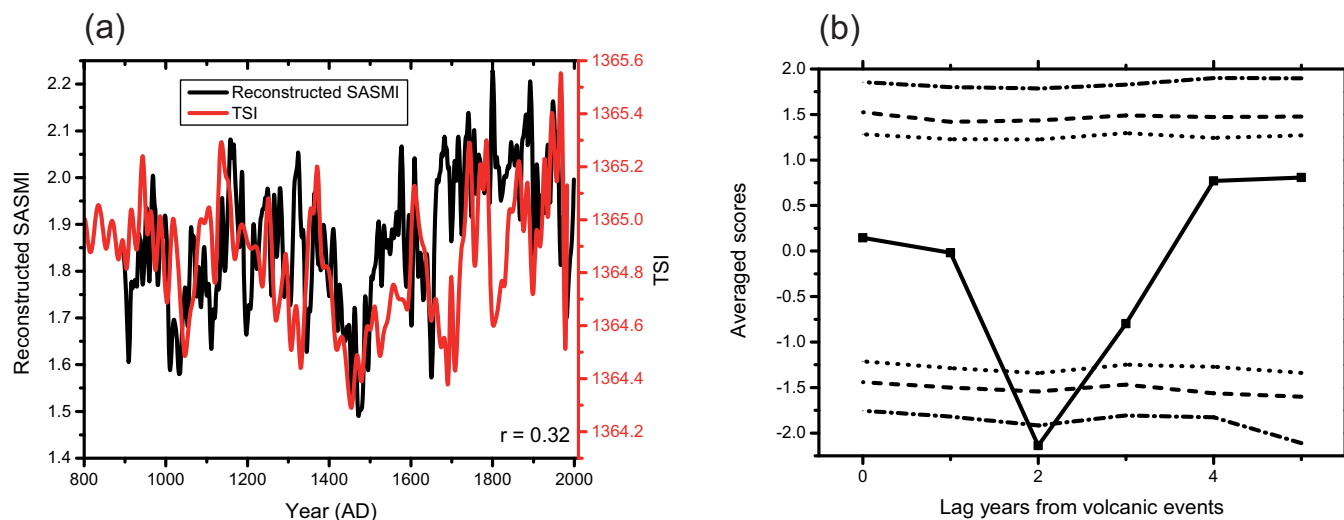 (a)
Reconstructed SASMI
TSI
2.2
2.1
2.0
1.9
1.8
1.7
1.6
1.5
1.4
Reconstructed SASMI
1365.6
1365.4
1365.2
1365.0
1364.8
1364.6
1364.4
1364.2
TSI
r = 0.32
800 1000 1200 1400 1600 1800 2000
Year (AD)
(b)
2.0
1.5
1.0
0.5
0.0
-0.5
-1.0
-1.5
-2.0
Averaged scores
0 2 4
Lag years from volcanic events